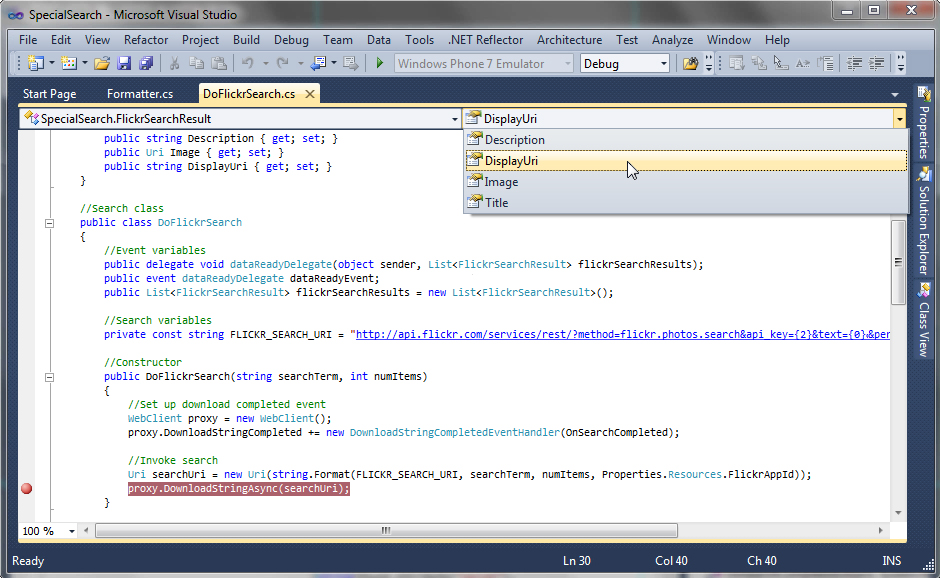 SpecialSearch - Microsoft Visual Studio
File Edit View Refactor Project Build Debug Team Data Tools .NET Reflector Architecture Test Analyze Window Help
Windows Phone 7 Emulator Debug
Start Page Formatter.cs DoFlickrSearch.cs
SpecialSearch.FlickrSearchResult DisplayUri
Description
DisplayUri
Image
Title
public string Description { get; set; }
public Uri Image { get; set; }
public string DisplayUri { get; set; }
}
//Search class
public class DoFlickrSearch
{
//Event variables
public delegate void dataReadyDelegate(object sender, List<FlickrSearchResult> flickrSearchResults);
public event dataReadyDelegate dataReadyEvent;
public List<FlickrSearchResult> flickrSearchResults = new List<FlickrSearchResult>();
//Search variables
private const string FLICKR_SEARCH_URI = "http://api.flickr.com/services/rest/?method=flickr.photos.search&api_key={2}&text={0}&per
//Constructor
public DoFlickrSearch(string searchTerm, int numItems)
{
//Set up download completed event
WebClient proxy = new WebClient();
proxy.DownloadStringCompleted += new DownloadStringCompletedEventHandler(OnSearchCompleted);
//Invoke search
Uri searchUri = new Uri(string.Format(FLICKR_SEARCH_URI, searchTerm, numItems, Properties.Resources.FlickrAppId));
proxy.DownloadStringAsync(searchUri);
}
Properties
Solution Explorer
Class View
100 %
Ready Ln 30 Col 40 Ch 40 INS